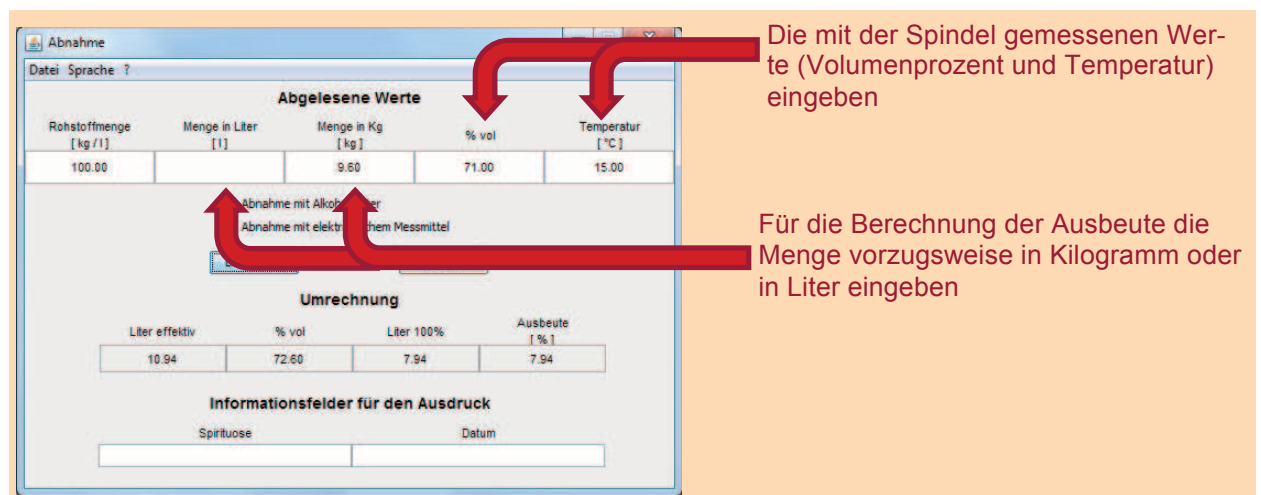 Abnahme
Datei Sprache ?
Abgelesene Werte
Rohstoffmenge [ kg / l ]
Menge in Liter [ l ]
Menge in Kg [ kg ]
% vol
Temperatur [ °C ]
100.00 9.60 71.00 15.00
Abnahme mit
Abnahme mit Messmittel
Umrechnung
Liter effektiv % vol Liter 100% Ausbeute [ % ]
10.94 72.60 7.94 7.94
Informationsfelder für den Ausdruck
Spirituose Datum
Die mit der Spindel gemessenen Wer-
te (Volumenprozent und Temperatur)
eingeben
Für die Berechnung der Ausbeute die
Menge vorzugsweise in Kilogramm oder
in Liter eingeben